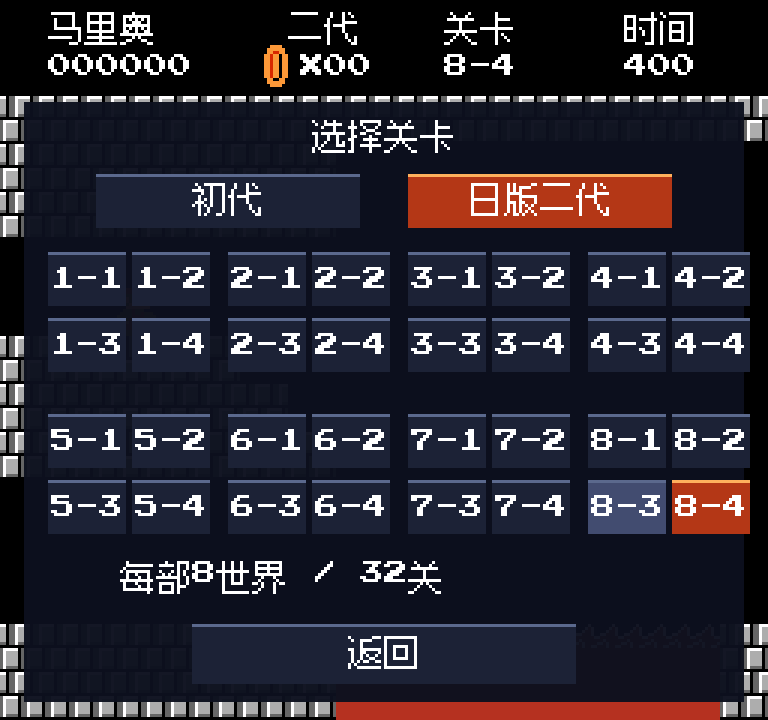 马里奥 二代 关卡 时间
000000 x00 8-4 400
选择关卡
初代 日版二代
1-1 1-2 2-1 2-2 3-1 3-2 4-1 4-2
1-3 1-4 2-3 2-4 3-3 3-4 4-3 4-4
5-1 5-2 6-1 6-2 7-1 7-2 8-1 8-2
5-3 5-4 6-3 6-4 7-3 7-4 8-3 8-4
每部8世界 / 32关
返回